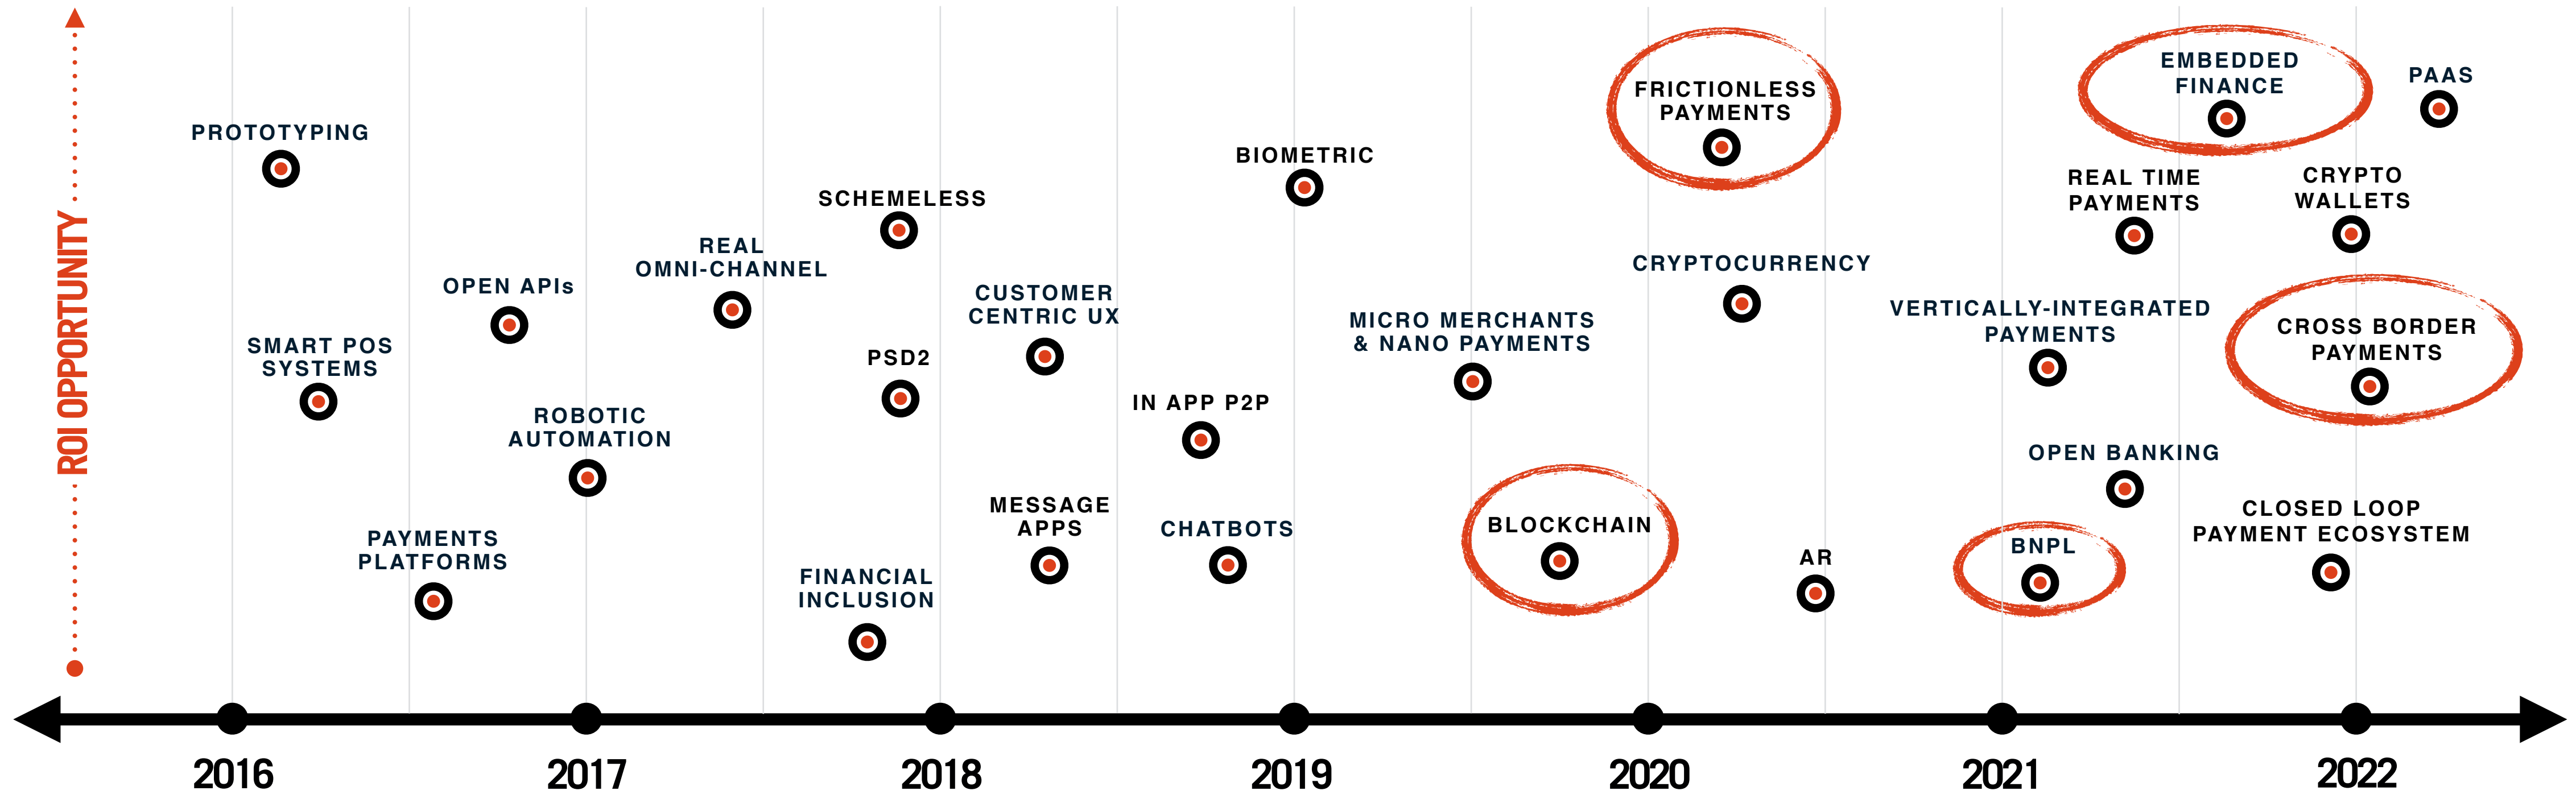 ROI OPPORTUNITY
PROTOTYPING
SMART POS
SYSTEMS
PAYMENTS
PLATFORMS
OPEN APIs
ROBOTIC
AUTOMATION
REAL
OMNI-CHANNEL
SCHEMELESS
PSD2
FINANCIAL
INCLUSION
CUSTOMER
CENTRIC UX
MESSAGE
APPS
IN APP P2P
CHATBOTS
BIOMETRIC
MICRO MERCHANTS
& NANO PAYMENTS
BLOCKCHAIN
FRICTIONLESS
PAYMENTS
CRYPTOCURRENCY
AR
VERTICALLY-INTEGRATED
PAYMENTS
BNPL
OPEN BANKING
REAL TIME
PAYMENTS
EMBEDDED
FINANCE
PAAS
CRYPTO
WALLETS
CROSS BORDER
PAYMENTS
CLOSED LOOP
PAYMENT ECOSYSTEM
2016
2017
2018
2019
2020
2021
2022